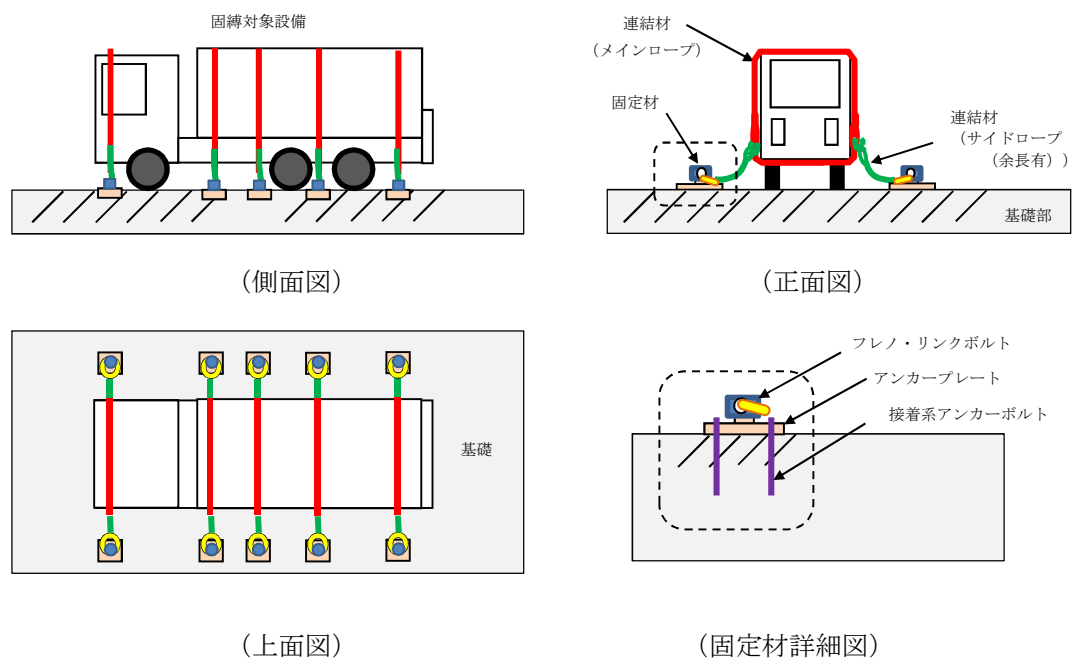 固縛対象設備
（側面図）
連結材
（メインロープ）
固定材
連結材
（サイドロープ
（余長有））
基礎部
（正面図）
基礎
（上面図）
フレノ・リンクボルト
アンカープレート
接着系アンカーボルト
（固定材詳細図）